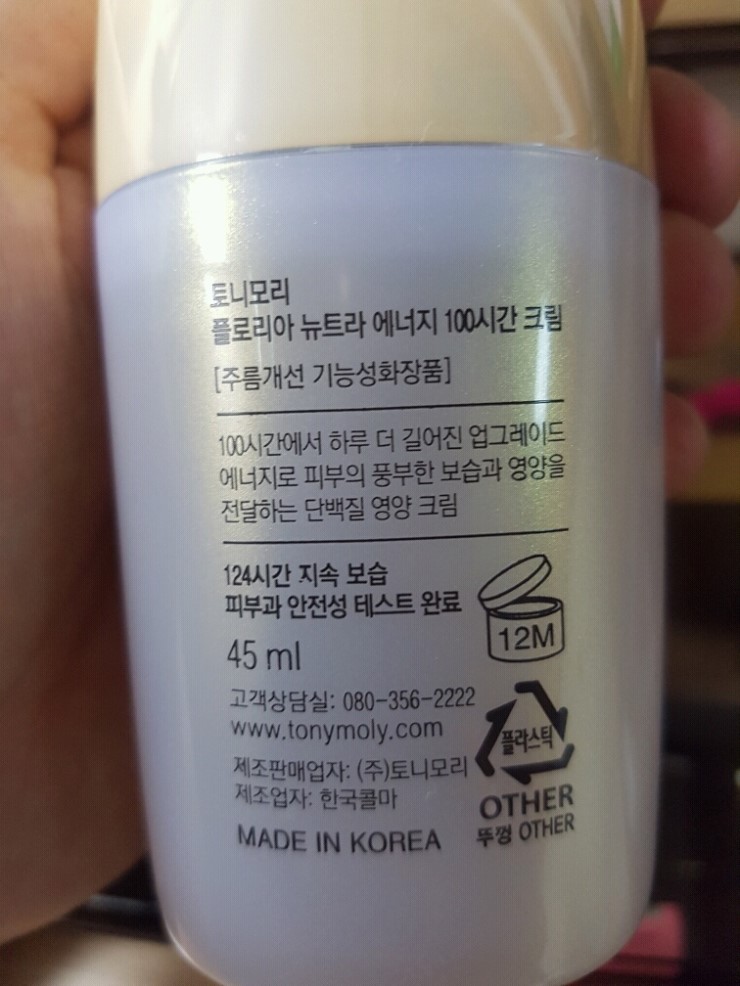 토니모리
플로리아 뉴트라 에너지 100시간 크림
[주름개선 기능성화장품]
100시간에서 하루 더 길어진 업그레이드
에너지로 피부의 풍부한 보습과 영양을
전달하는 단백질 영양 크림
124시간 지속 보습
피부과 안전성 테스트 완료
12M
45 ml
고객상담실: 080-356-2222
www.tonymoly.com
플라스틱
제조판매업자: (주)토니모리
제조업자: 한국콜마
OTHER
뚜껑 OTHER
MADE IN KOREA